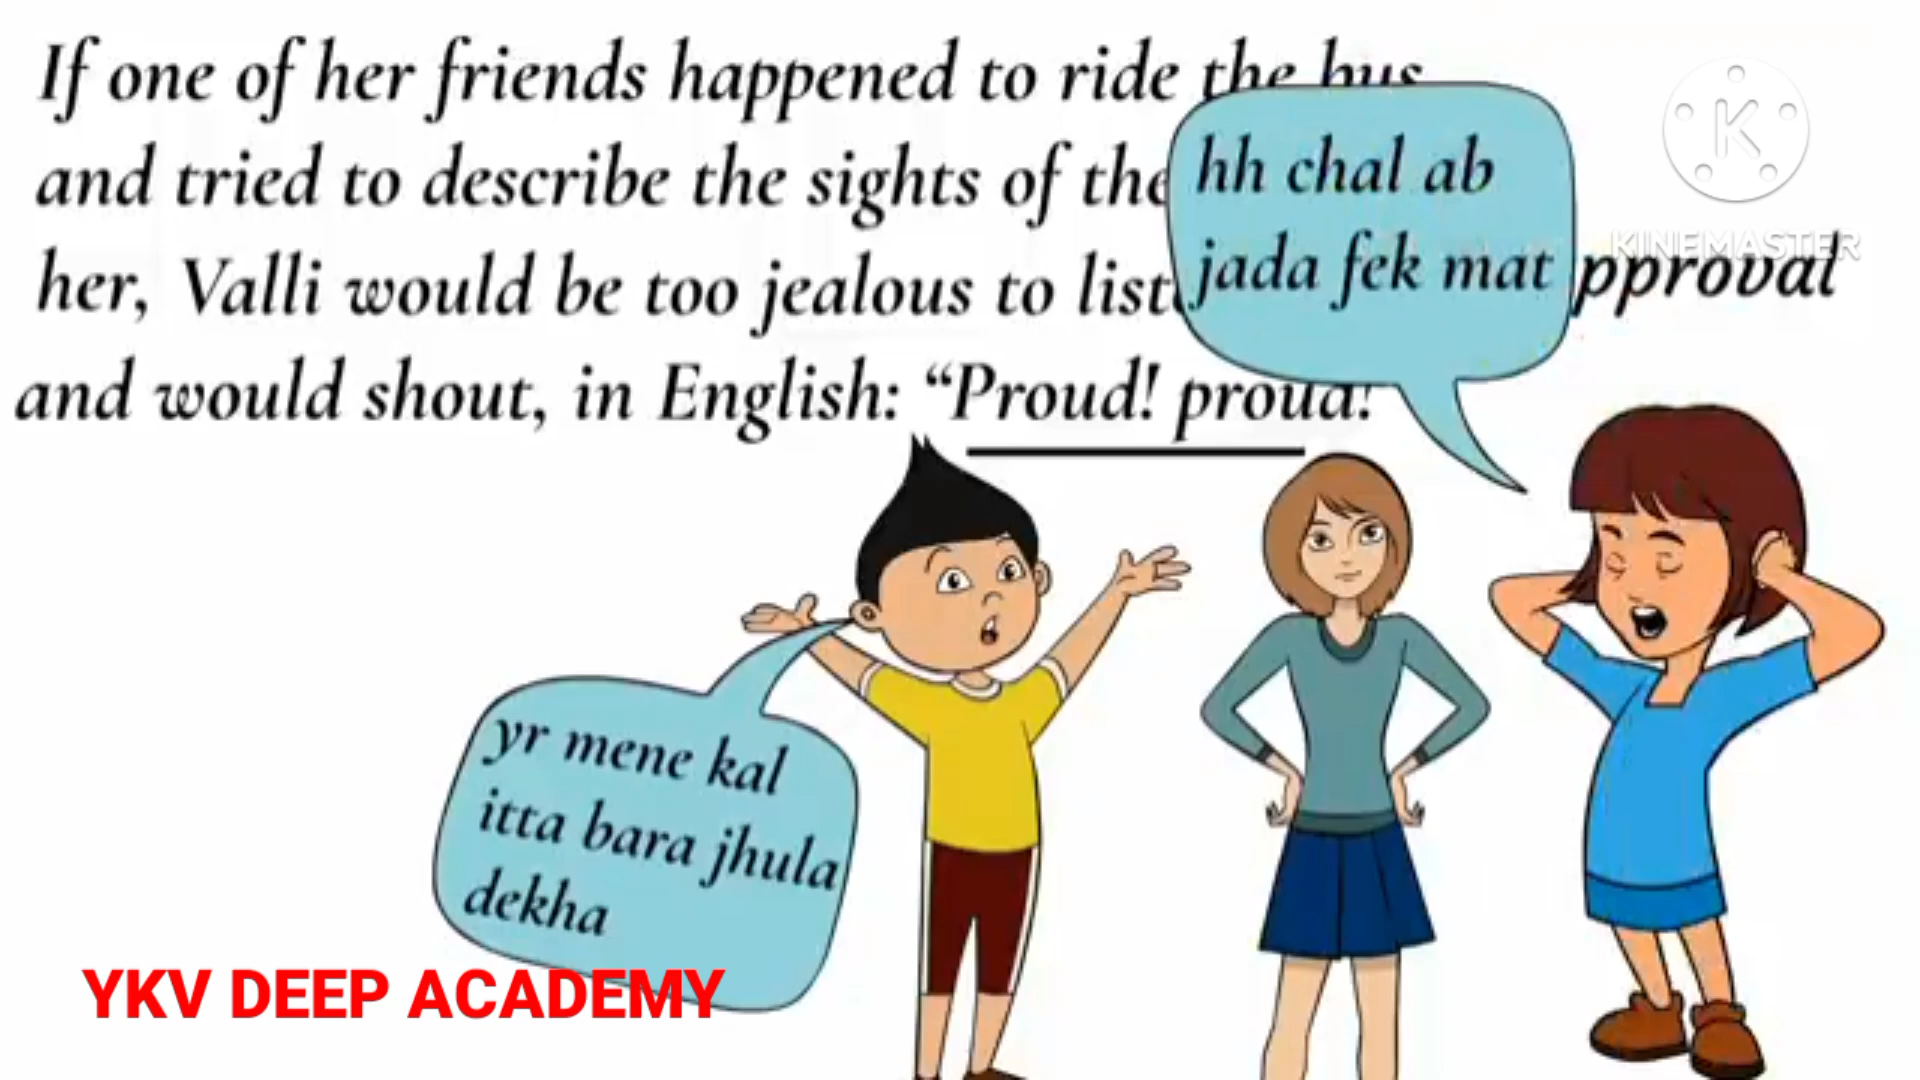 If one of her friends happened to ride the bus
and tried to describe the sights of the
her, Valli would be too jealous to
and would shout, in English: “Proud! proud!
hh chal ab
jada fek mat
pproval
KINEMASTER
yr mene kal
itta bara jhula
dekha
YKV DEEP ACADEMY